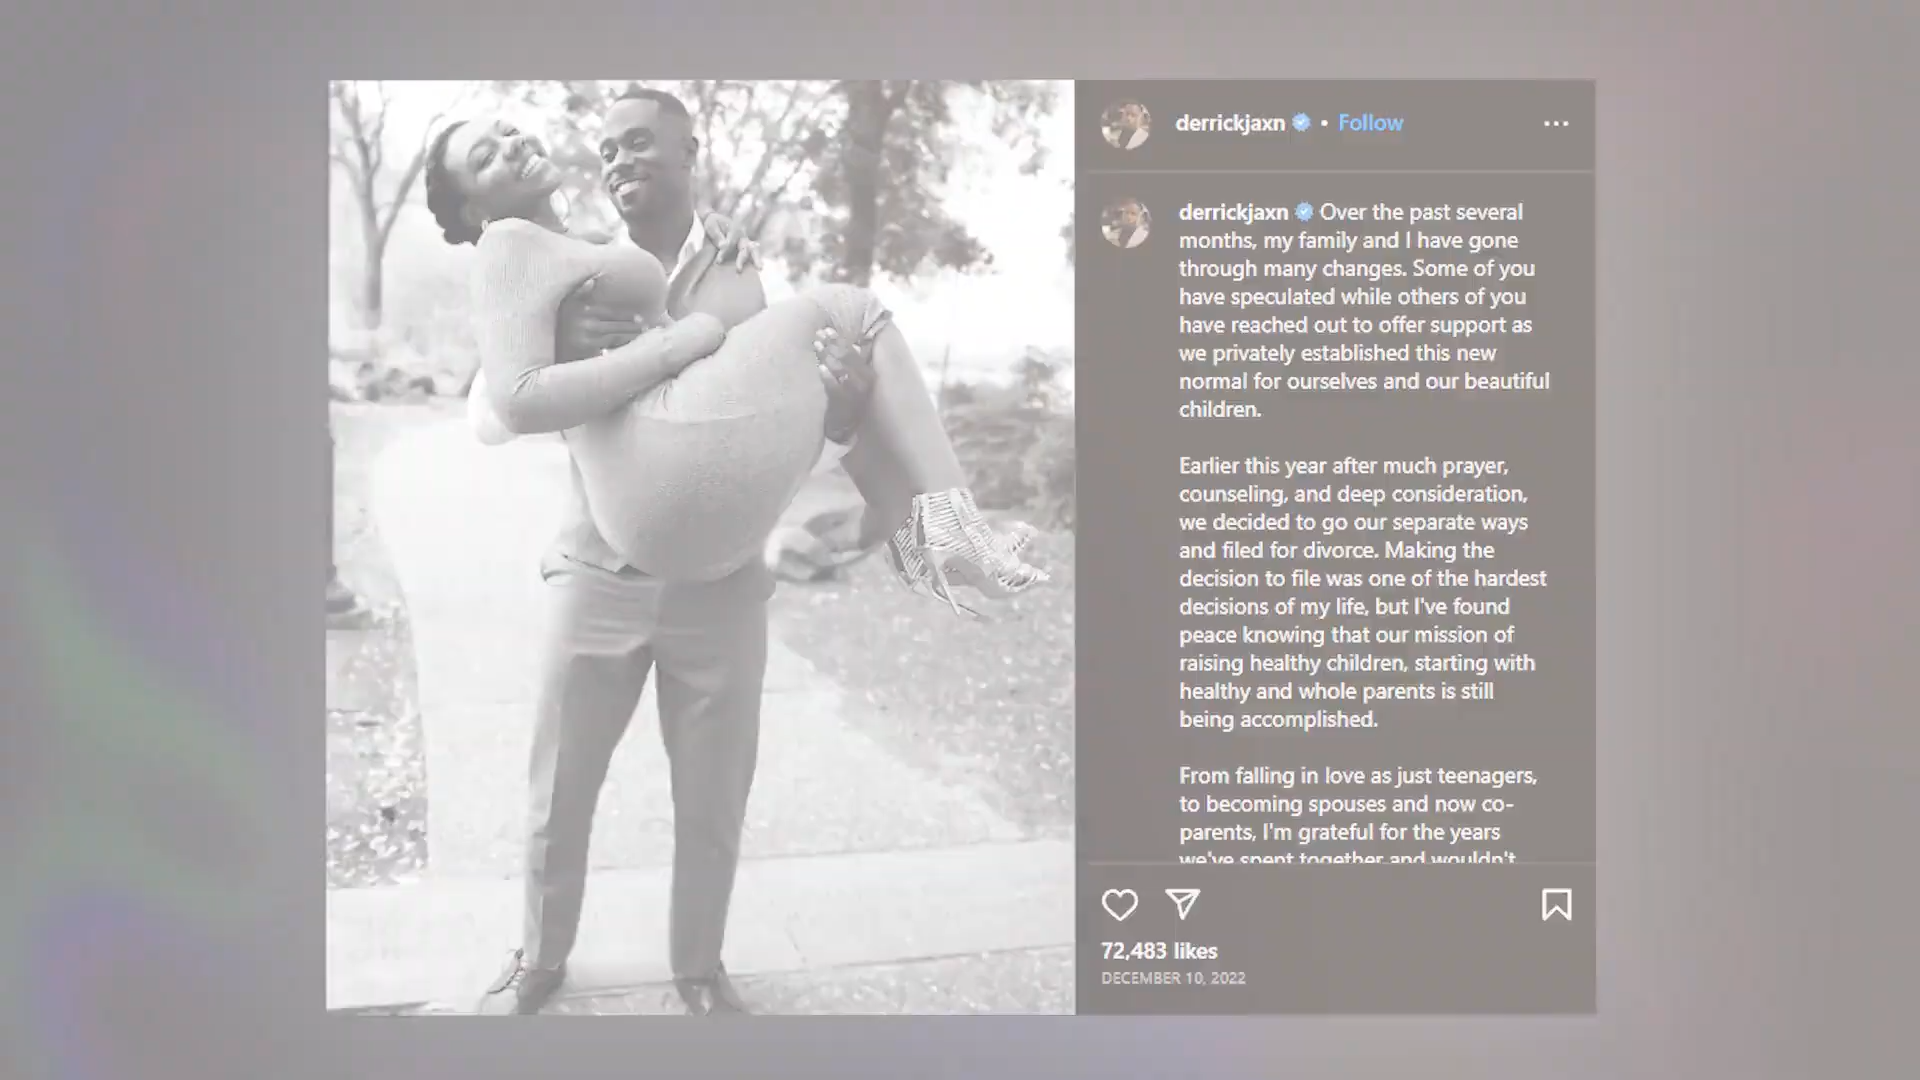 derrickjaxn • Follow
derrickjaxn Over the past several
months, my family and I have gone
through many changes. Some of you
have speculated while others of you
have reached out to offer support as
we privately established this new
normal for ourselves and our beautiful
children.
Earlier this year after much prayer,
counseling, and deep consideration,
we decided to go our separate ways
and filed for divorce. Making the
decision to file was one of the hardest
decisions of my life, but I've found
peace knowing that our mission of
raising healthy children, starting with
healthy and whole parents is still
being accomplished.
From falling in love as just teenagers,
to becoming spouses and now co-
parents, I'm grateful for the years
we've spent together and wouldn't
72,483 likes
DECEMBER 10, 2022